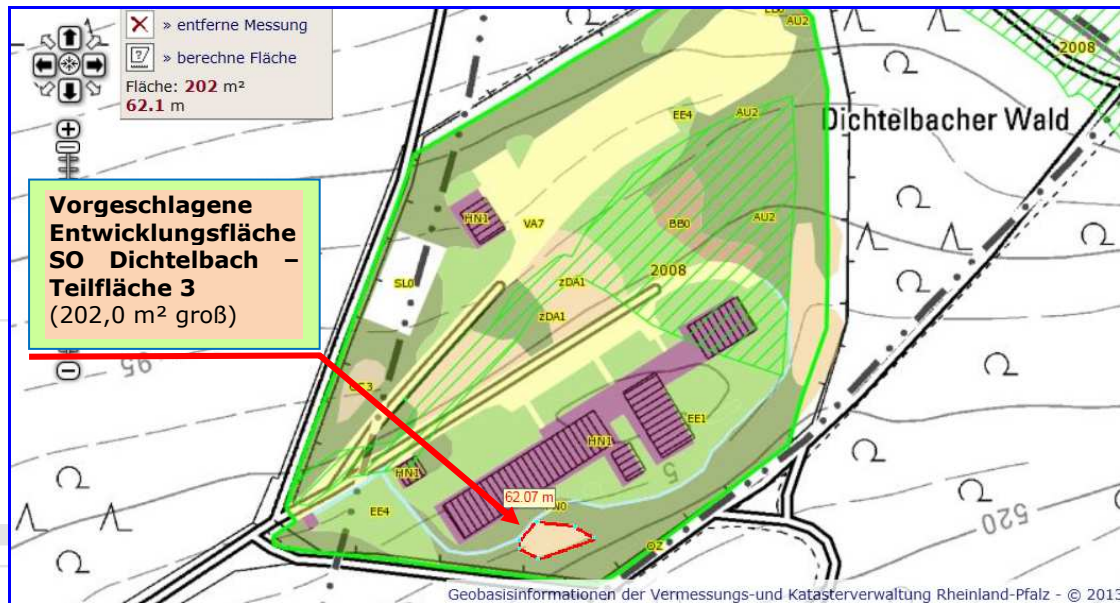 » entferne Messung
» berechne Fläche
Fläche: 202 m²
62.1 m
AU2
2008
EE4
AU2
Dichtelbacher Wald
Vorgeschlagene
Entwicklungsfläche
SO Dichtelbach –
Teilfläche 3
(202,0 m² groß)
HN1
VA7
BB0
AU2
2008
SL0
zDA1
zDA1
95
EE1
HN1
HN1
62.07 m
EE4
5
520
Geobasisinformationen der Vermessungs-und Katasterverwaltung Rheinland-Pfalz - © 201